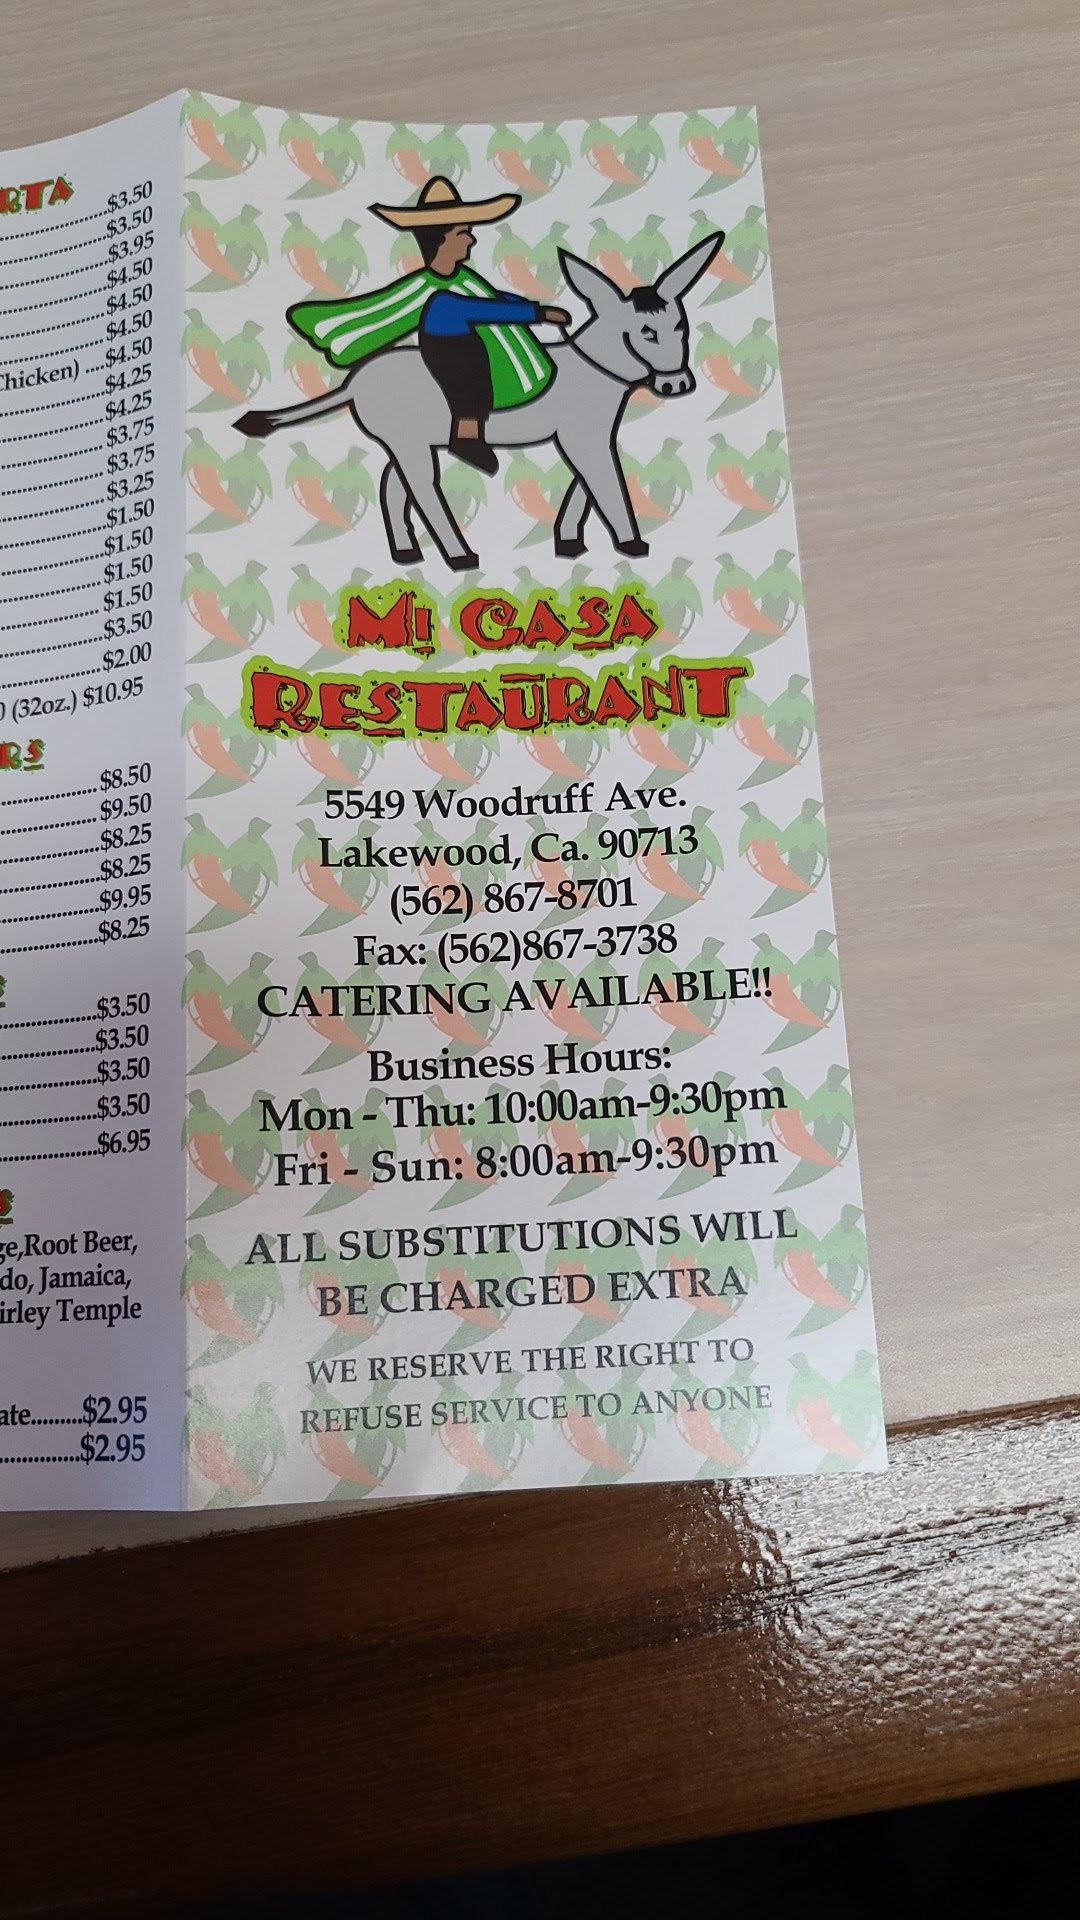 $3.50
$3.50
$3.95
$4.50
$4.50
$4.50
Chicken) ....$4.50
$4.25
$4.25
$3.75
$3.75
$3.25
$1.50
$1.50
$1.50
$1.50
$3.50
$2.00
(32oz.) $10.95
$8.50
$9.50
$8.25
$8.25
$9.95
$8.25
$3.50
$3.50
$3.50
$3.50
$6.95
Root Beer,
Jamaica,
Temple
$2.95
$2.95
MI CASA
RESTAURANT
5549 Woodruff Ave.
Lakewood, Ca. 90713
(562) 867-8701
Fax: (562)867-3738
CATERING AVAILABLE!!
Business Hours:
Mon - Thu: 10:00am-9:30pm
Fri - Sun: 8:00am-9:30pm
ALL SUBSTITUTIONS WILL
BE CHARGED EXTRA
WE RESERVE THE RIGHT TO
REFUSE SERVICE TO ANYONE